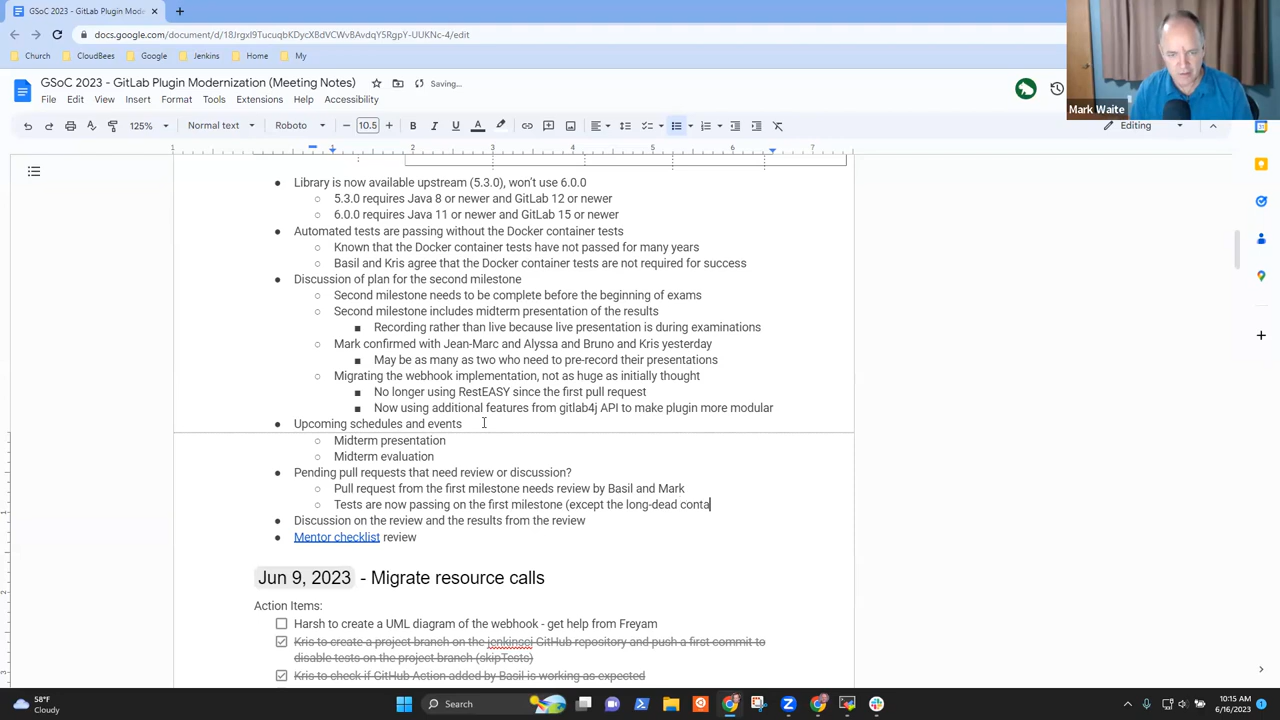 GSoC 2023 - GitLab Plugin Modern
docs.google.com/document/d/18JrgxI9TucuqbKDycXBdVCWvBAvdqY5RgpY-UUKNc-4/edit
Church CloudBees Google Jenkins Home My
GSoC 2023 - GitLab Plugin Modernization (Meeting Notes) Saving...
File Edit View Insert Format Tools Extensions Help Accessibility
Mark Waite
125% Normal text Roboto 10.5 Editing
1 1 2 3 4 5 6 7
Library is now available upstream (5.3.0), won't use 6.0.0
5.3.0 requires Java 8 or newer and GitLab 12 or newer
6.0.0 requires Java 11 or newer and GitLab 15 or newer
Automated tests are passing without the Docker container tests
Known that the Docker container tests have not passed for many years
Basil and Kris agree that the Docker container tests are not required for success
Discussion of plan for the second milestone
Second milestone needs to be complete before the beginning of exams
Second milestone includes midterm presentation of the results
Recording rather than live because live presentation is during examinations
Mark confirmed with Jean-Marc and Alyssa and Bruno and Kris yesterday
May be as many as two who need to pre-record their presentations
Migrating the webhook implementation, not as huge as initially thought
No longer using RestEASY since the first pull request
Now using additional features from gitlab4j API to make plugin more modular
Upcoming schedules and events
Midterm presentation
Midterm evaluation
Pending pull requests that need review or discussion?
Pull request from the first milestone needs review by Basil and Mark
Tests are now passing on the first milestone (except the long-dead conta
Discussion on the review and the results from the review
Mentor checklist review
Jun 9, 2023 - Migrate resource calls
Action Items:
Harsh to create a UML diagram of the webhook - get help from Freyam
Kris to create a project branch on the jenkinsci GitHub repository and push a first commit to
disable tests on the project branch (skipTests)
Kris to check if GitHub Action added by Basil is working as expected
58°F
Cloudy
Search
10:15 AM
6/16/2023